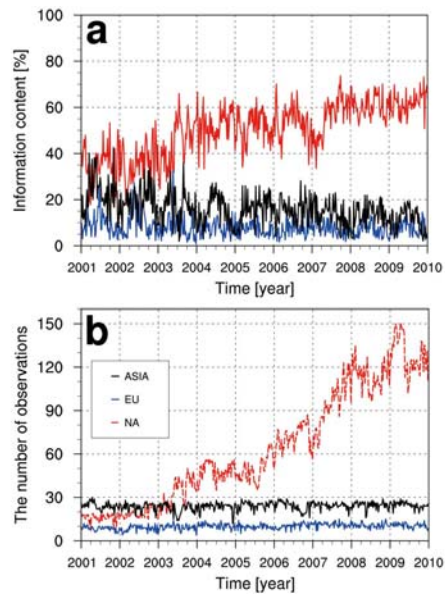 a
Information content [%]
100
80
60
40
20
0
2001 2002 2003 2004 2005 2006 2007 2008 2009 2010
Time [year]
b
The number of observations
150
120
90
60
30
0
ASIA
EU
NA
2001 2002 2003 2004 2005 2006 2007 2008 2009 2010
Time [year]